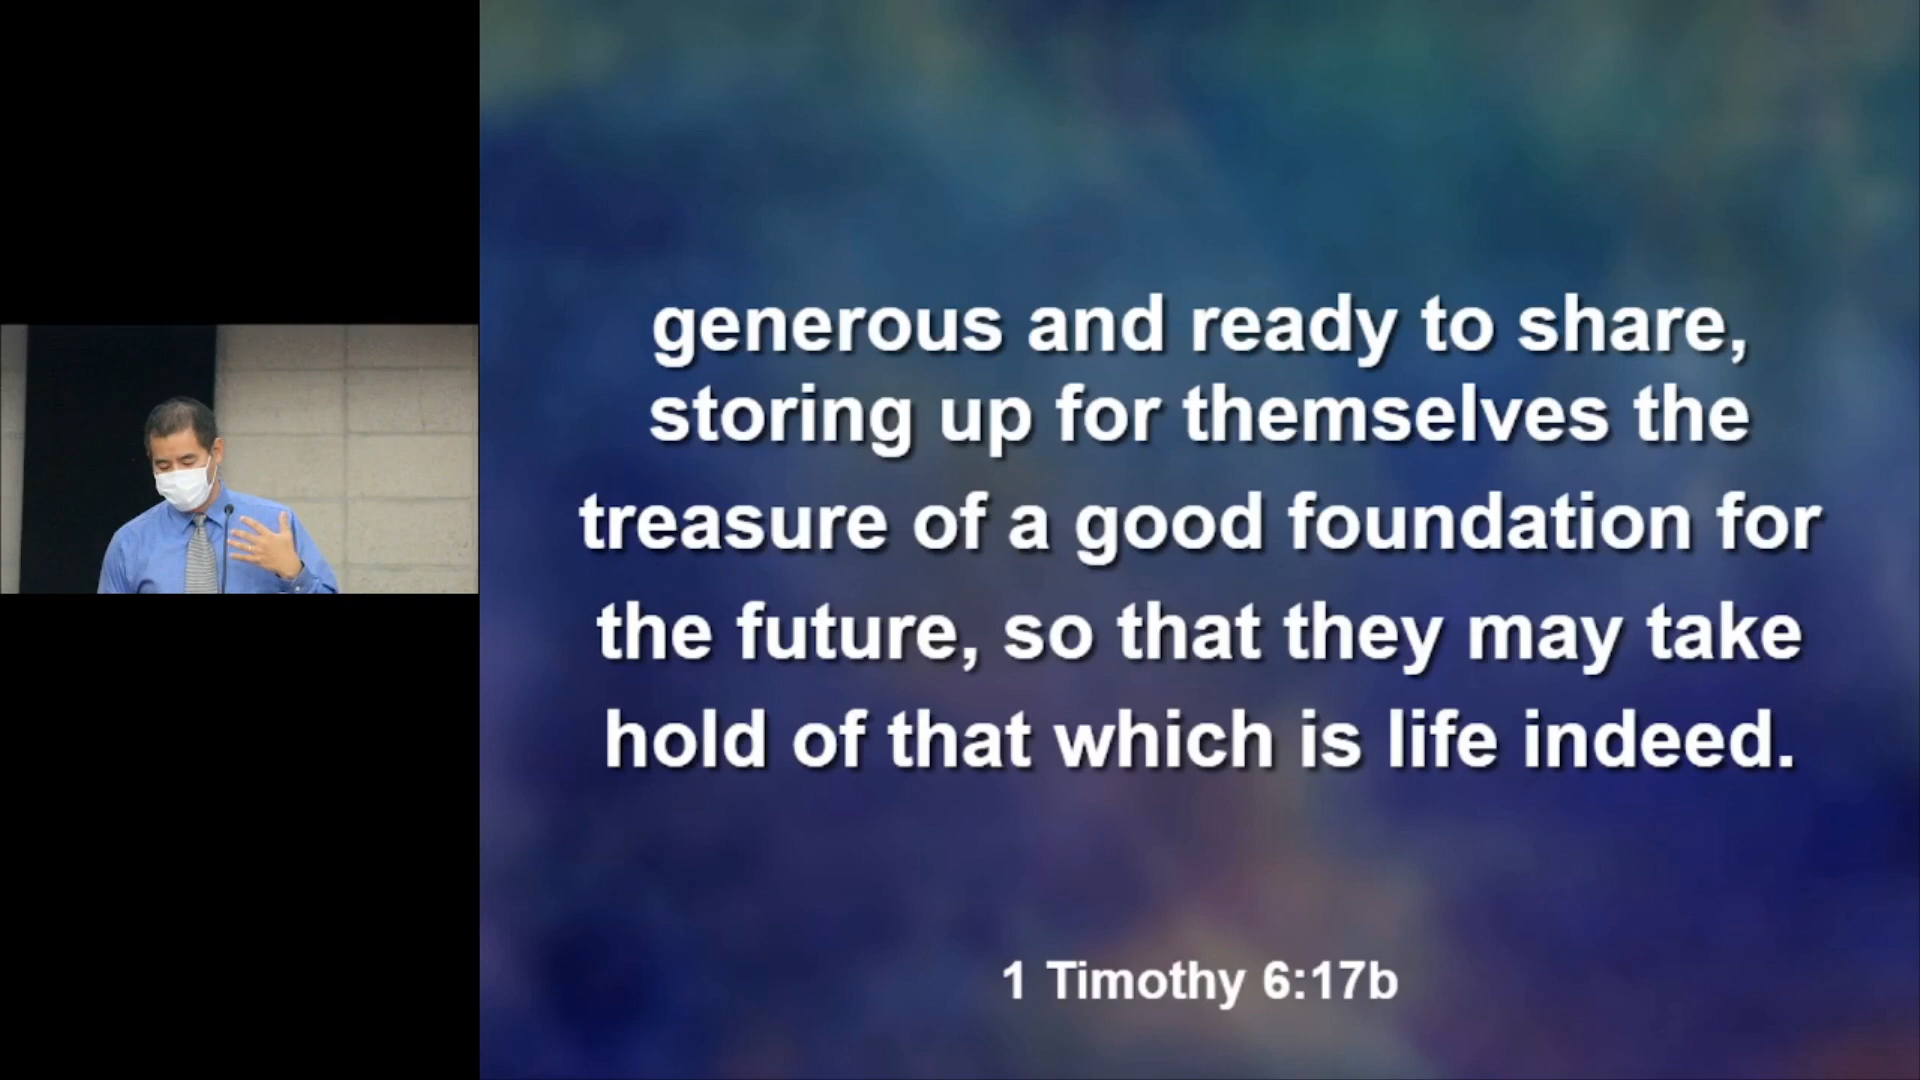 generous and ready to share,
storing up for themselves the
treasure of a good foundation for
the future, so that they may take
hold of that which is life indeed.
1 Timothy 6:17b